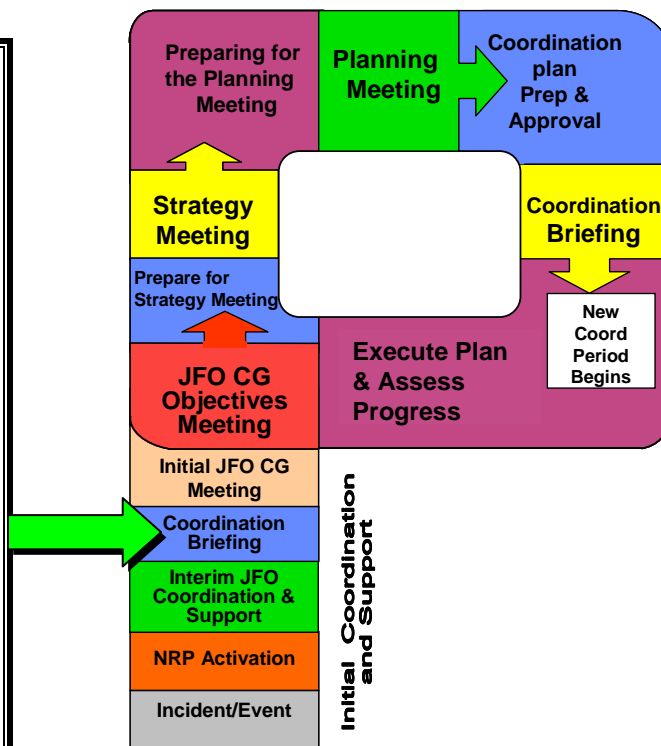 Preparing for
the Planning
Meeting
Planning
Meeting
Coordination
plan
Prep &
Approval
Strategy
Meeting
Coordination
Briefing
Prepare for
Strategy Meeting
New
Coord
Period
Begins
Execute Plan
& Assess
Progress
JFO CG
Objectives
Meeting
Initial JFO CG
Meeting
Coordination
Briefing
Interim JFO
Coordination &
Support
NRP Activation
Incident/Event
Initial Coordination
and Support